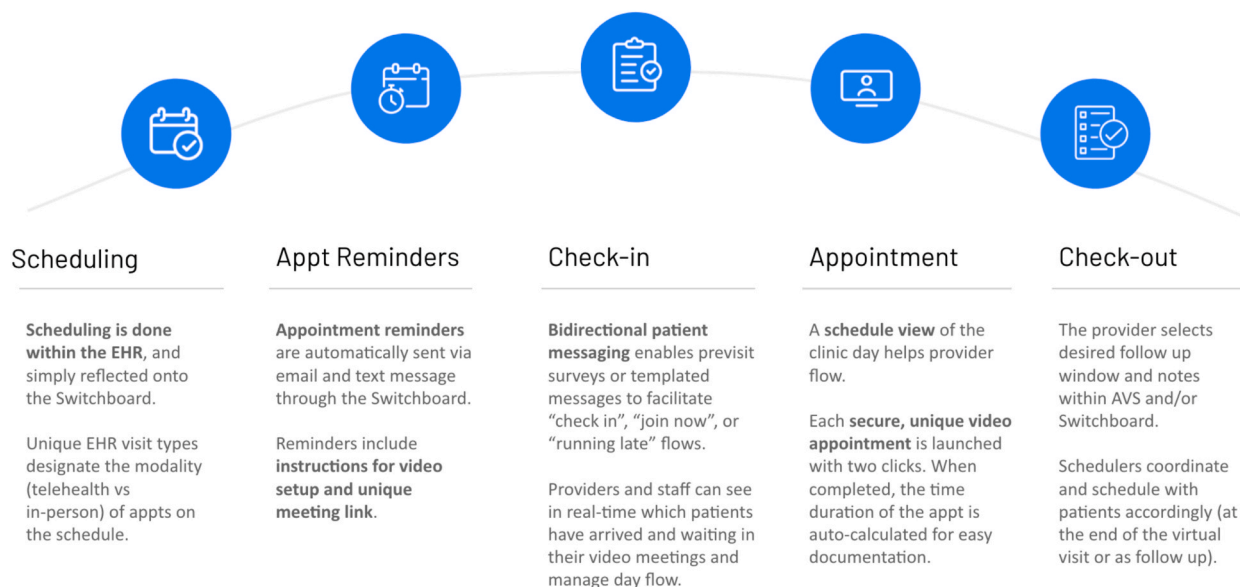 Scheduling
Scheduling is done
within the EHR, and
simply reflected onto
the Switchboard.
Unique EHR visit types
designate the modality
(telehealth vs
in-person) of appts on
the schedule.
Appt Reminders
Appointment reminders
are automatically sent via
email and text message
through the Switchboard.
Reminders include
instructions for video
setup and unique
meeting link.
Check-in
Bidirectional patient
messaging enables previsit
surveys or templated
messages to facilitate
“check in”, “join now”, or
“running late” flows.
Providers and staff can see
in real-time which patients
have arrived and waiting in
their video meetings and
manage day flow.
Appointment
A schedule view of the
clinic day helps provider
flow.
Each secure, unique video
appointment is launched
with two clicks. When
completed, the time
duration of the appt is
auto-calculated for easy
documentation.
Check-out
The provider selects
desired follow up
window and notes
within AVS and/or
Switchboard.
Schedulers coordinate
and schedule with
patients accordingly (at
the end of the virtual
visit or as follow up).